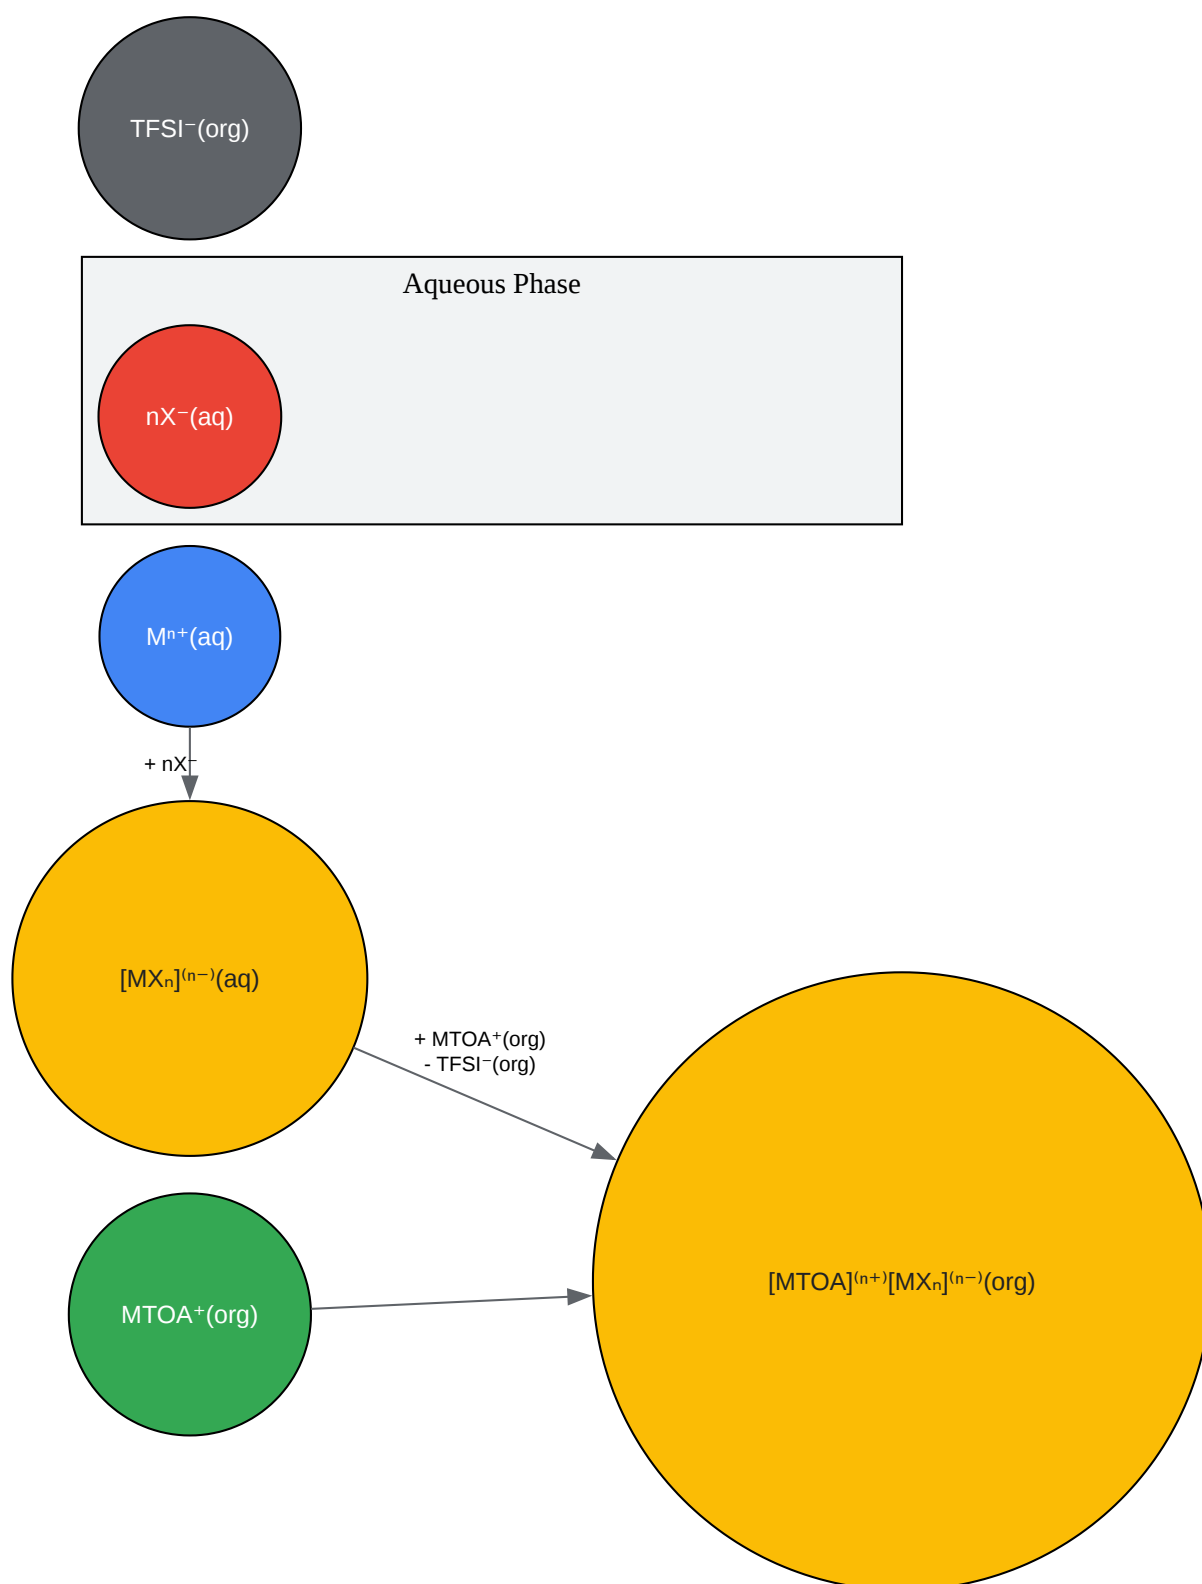 TFSI⁻(org)
Aqueous Phase
nX⁻(aq)
Mⁿ⁺(aq)
+ nX⁻
[MXₙ]⁽ⁿ⁻⁾(aq)
+ MTOA⁺(org)
- TFSI⁻(org)
[MTOA]⁽ⁿ⁺⁾[MXₙ]⁽ⁿ⁻⁾(org)
MTOA⁺(org)